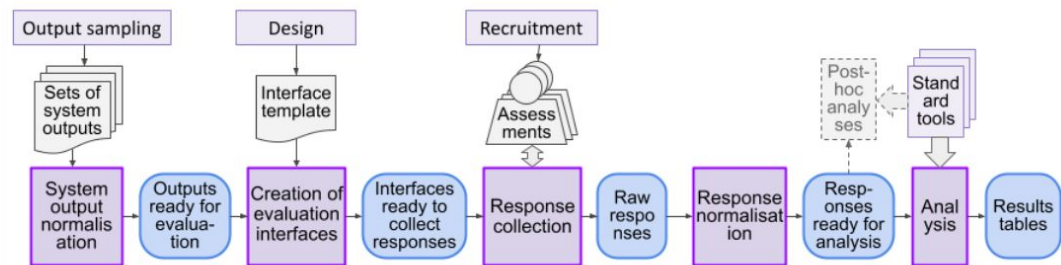 Output sampling
Design
Recruitment
Sets of
system
outputs
Interface
template
Assess
ments
Post-
hoc analy
ses
Stand
ard tools
System
output
normalis
ation
Outputs
ready for
evalua-
tion
Creation of
evaluation
interfaces
Interfaces
ready to
collect
responses
Response
collection
Raw
respo
nses
Response
normalisat
ion
Resp-
onses
ready for
analysis
Anal
ysis
Results
tables